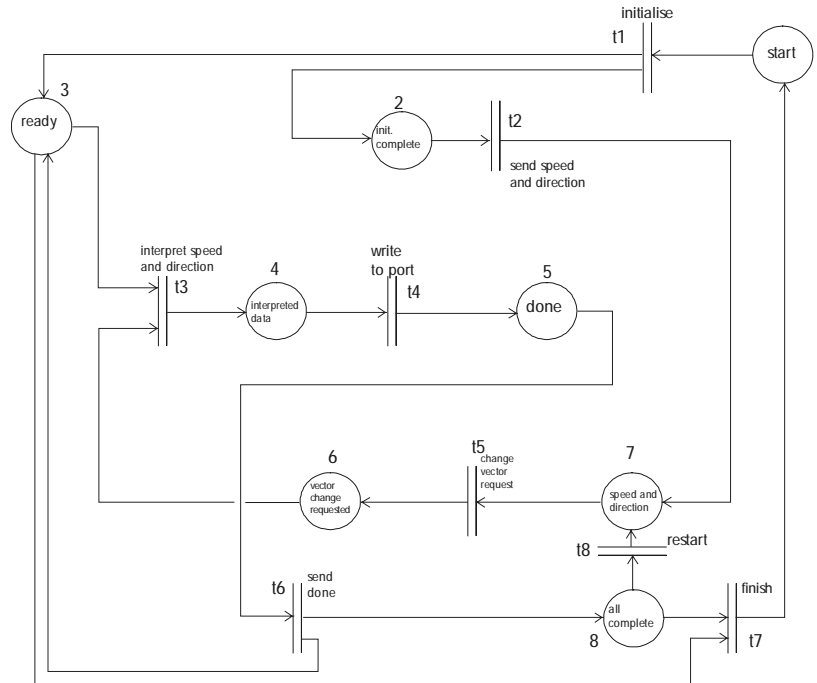 initialise
t1
start
3
ready
2
init.
complete
t2
send speed
and direction
interpret speed
and direction
t3
4
interpreted
data
write
to port
t4
5
done
6
vector
change
requested
t5
change
vector
request
7
speed and
direction
t8
restart
t6
send
done
all
complete
8
finish
t7